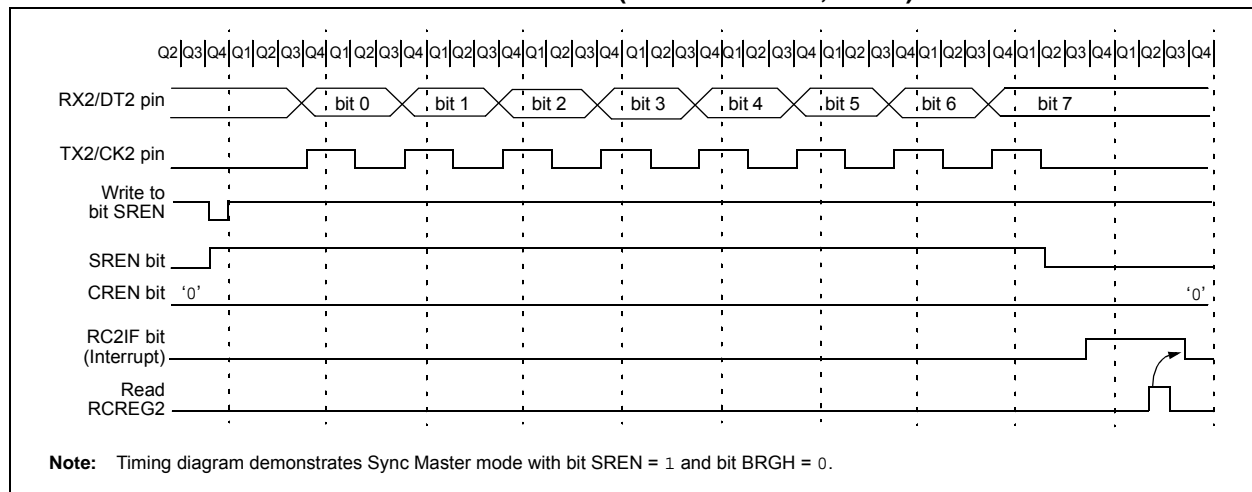 Q2 Q3 Q4 Q1 Q2 Q3 Q4 Q1 Q2 Q3 Q4 Q1 Q2 Q3 Q4 Q1 Q2 Q3 Q4 Q1 Q2 Q3 Q4 Q1 Q2 Q3 Q4 Q1 Q2 Q3 Q4 Q1 Q2 Q3 Q4 Q1 Q2 Q3 Q4 Q1 Q2 Q3 Q4
RX2/DT2 pin bit 0 bit 1 bit 2 bit 3 bit 4 bit 5 bit 6 bit 7
TX2/CK2 pin
Write to
bit SREN
SREN bit
CREN bit ‘0’ ‘0’
RC2IF bit
(Interrupt)
Read
RCREG2
Note: Timing diagram demonstrates Sync Master mode with bit SREN = 1 and bit BRGH = 0.